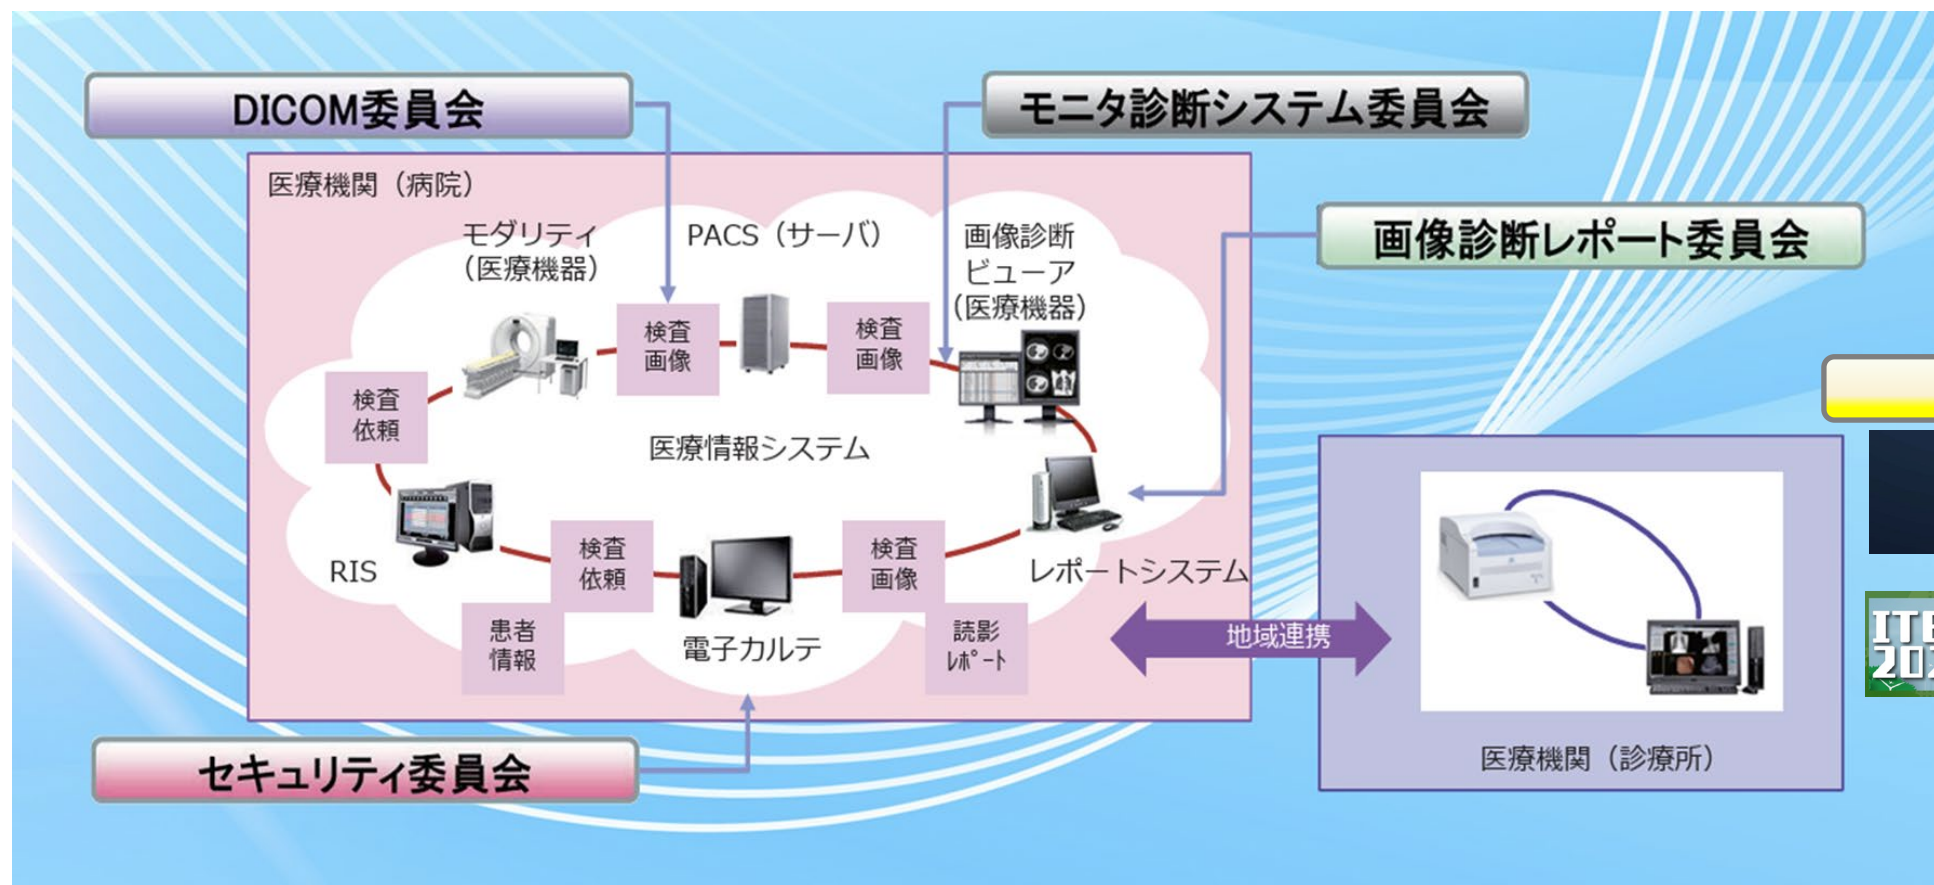 DICOM委員会
モニタ診断システム委員会
医療機関（病院）
モダリティ
（医療機器）
PACS（サーバ）
画像診断
ビューア
（医療機器）
画像診断レポート委員会
検査
画像
検査
画像
検査
依頼
医療情報システム
RIS
検査
依頼
検査
画像
レポートシステム
患者
情報
電子カルテ
読影
ﾚﾎﾟｰﾄ
地域連携
医療機関（診療所）
セキュリティ委員会